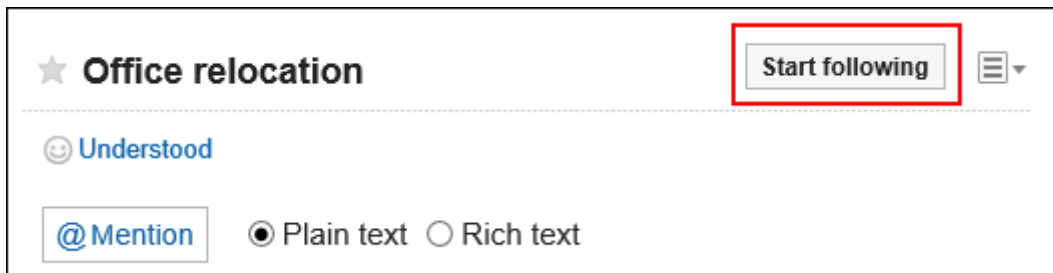 Office relocation Start following
Understood
@Mention Plain text Rich text